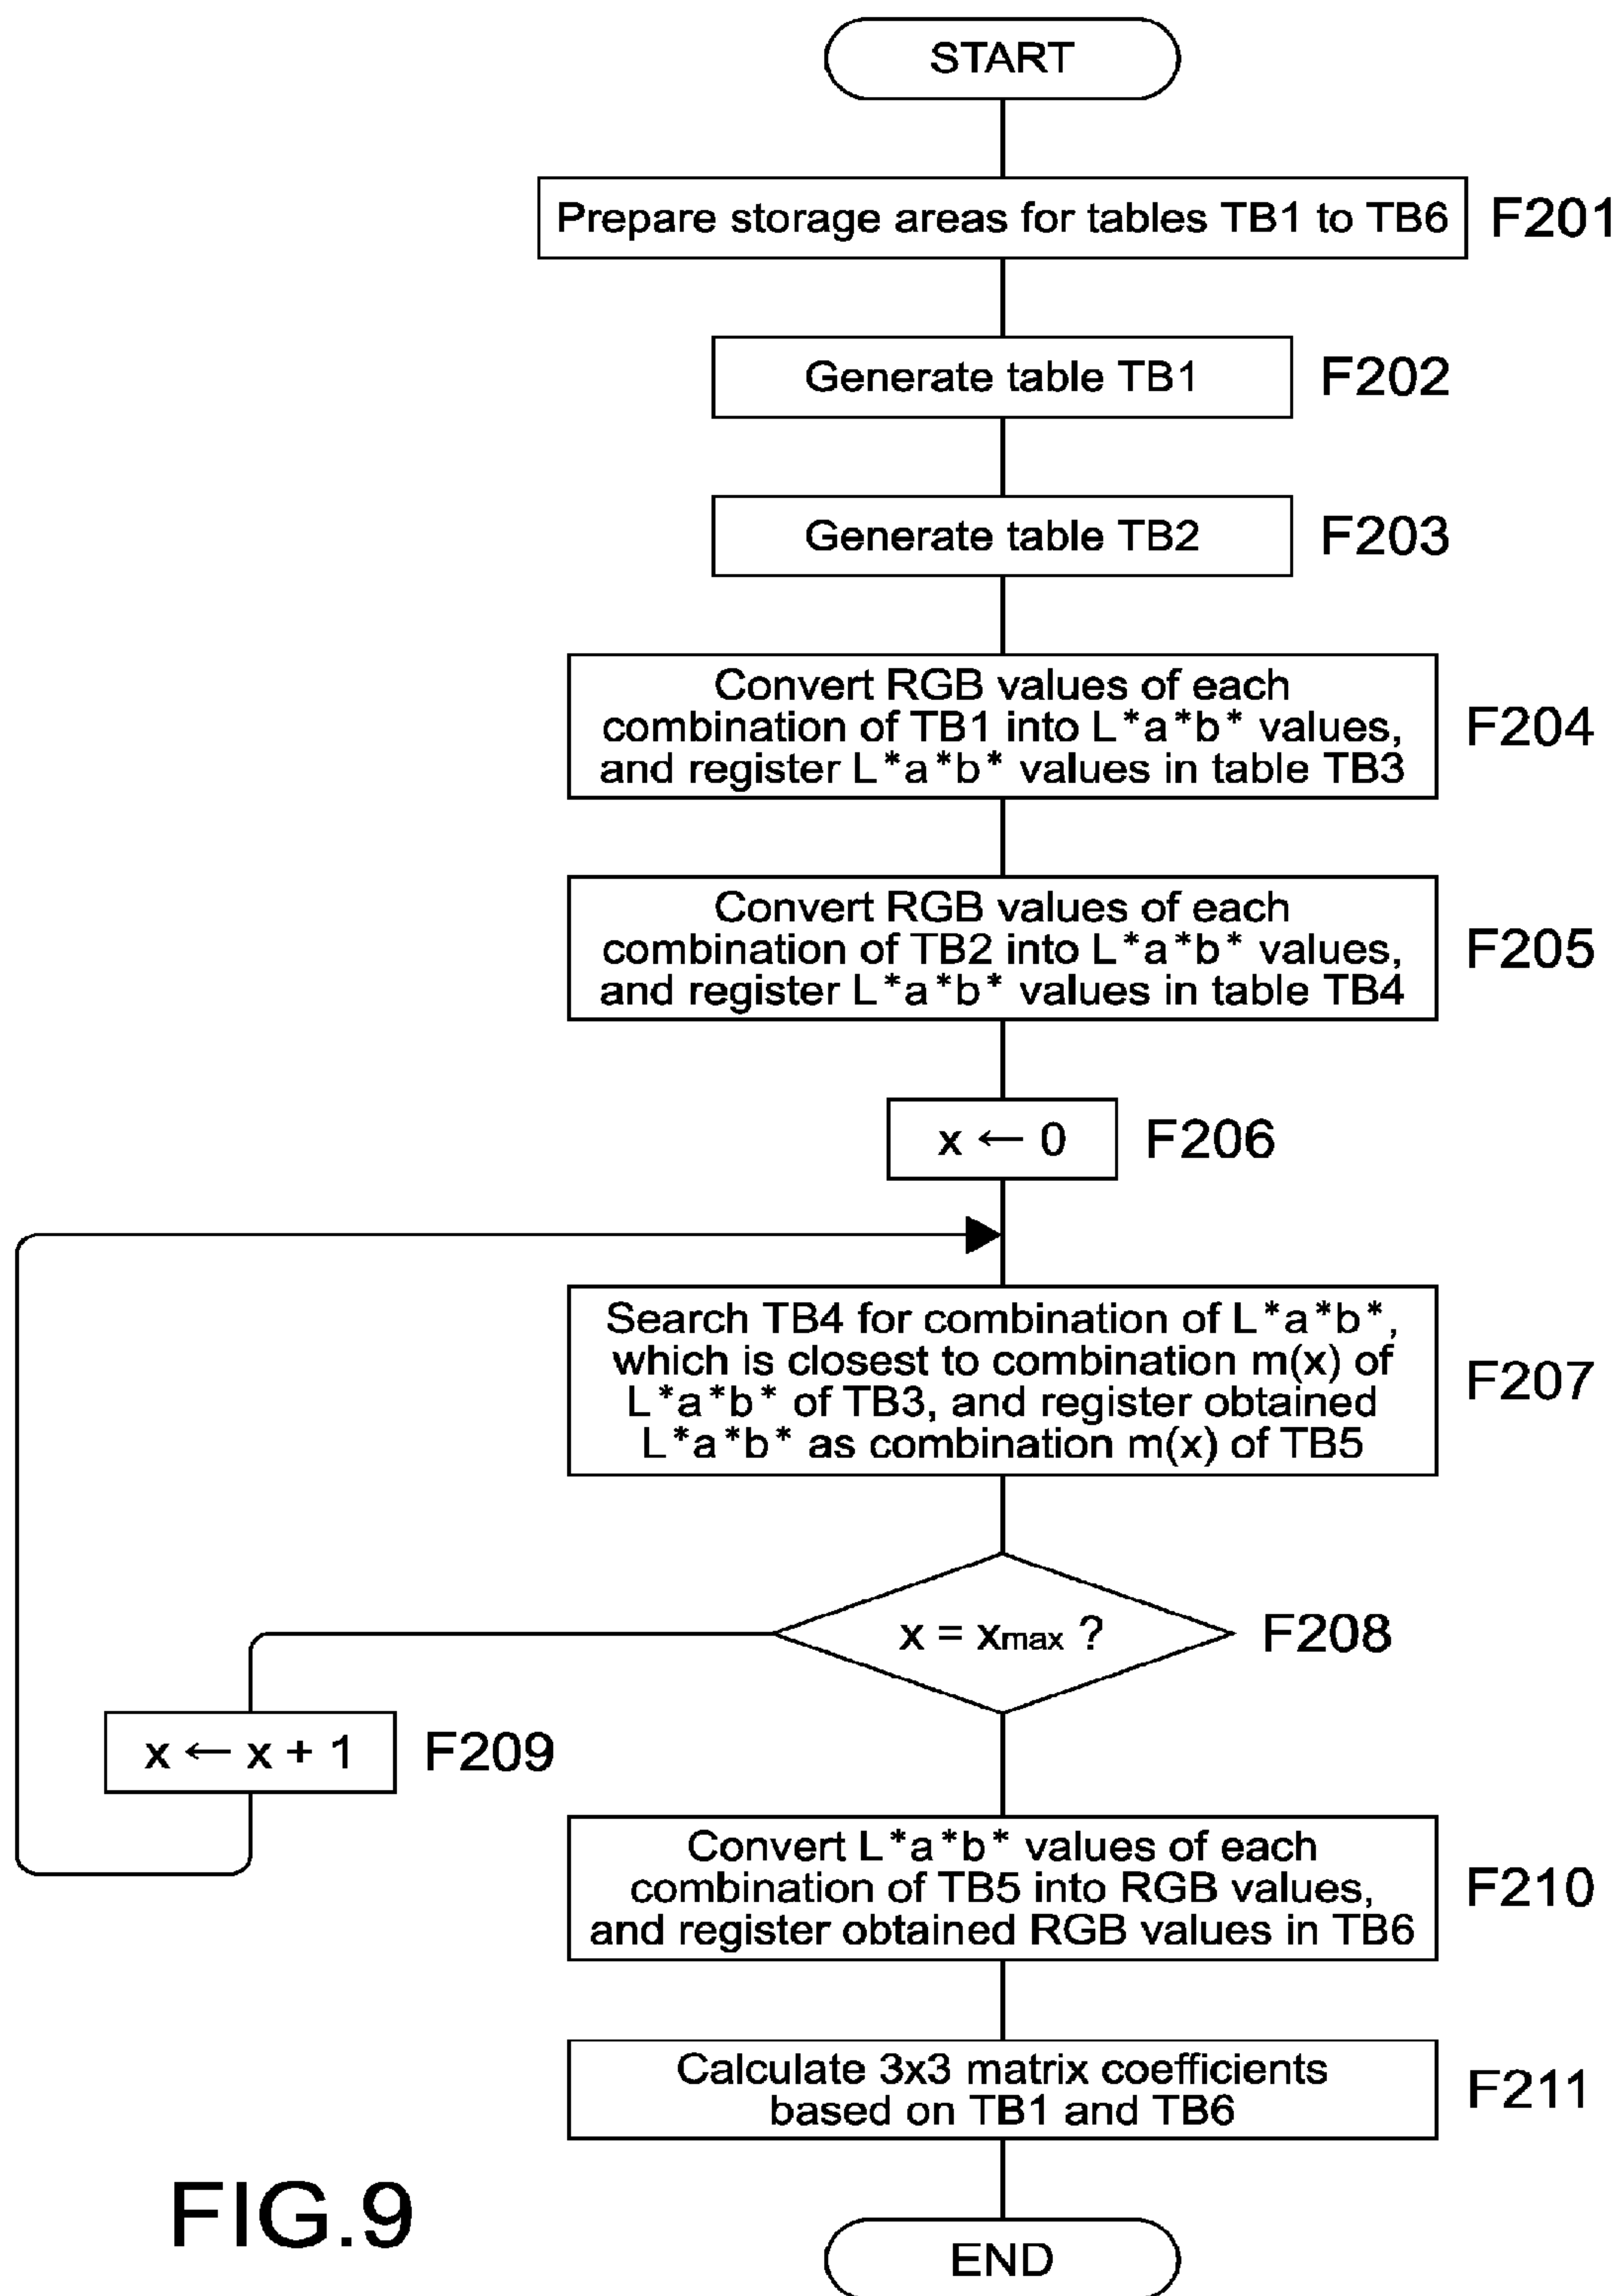 START
Prepare storage areas for tables TB1 to TB6
F201
Generate table TB1
F202
Generate table TB2
F203
Convert RGB values of each
combination of TB1 into L*a*b* values,
and register L*a*b* values in table TB3
F204
Convert RGB values of each
combination of TB2 into L*a*b* values,
and register L*a*b* values in table TB4
F205
x ← 0
F206
Search TB4 for combination of L*a*b*,
which is closest to combination m(x) of
L*a*b* of TB3, and register obtained
L*a*b* as combination m(x) of TB5
F207
x = xmax ?
F208
x ← x + 1
F209
Convert L*a*b* values of each
combination of TB5 into RGB values,
and register obtained RGB values in TB6
F210
Calculate 3x3 matrix coefficients
based on TB1 and TB6
F211
END
FIG.9